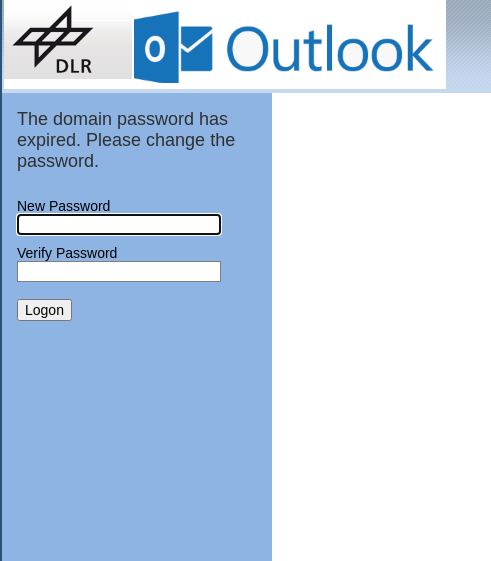 DLR
Outlook
The domain password has
expired. Please change the
password.
New Password
Verify Password
Logon